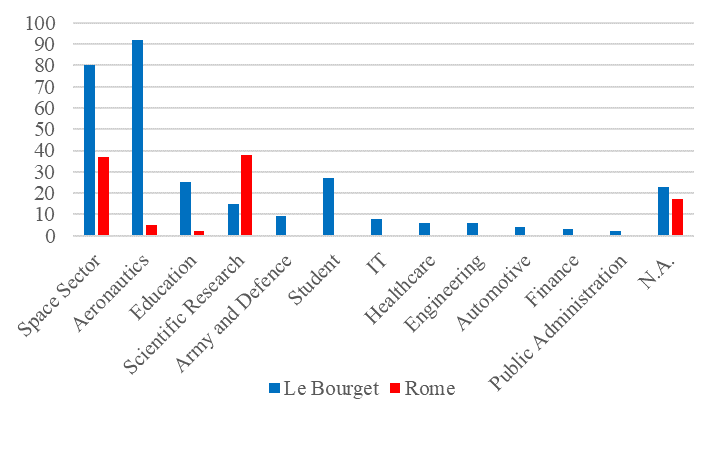 100
90
80
70
60
50
40
30
20
10
0
Space Sector
Aeronautics
Education
Scientific Research
Army and Defence
Student
IT
Healthcare
Engineering
Automotive
Finance
Public Administration
N.A.
Le Bourget Rome